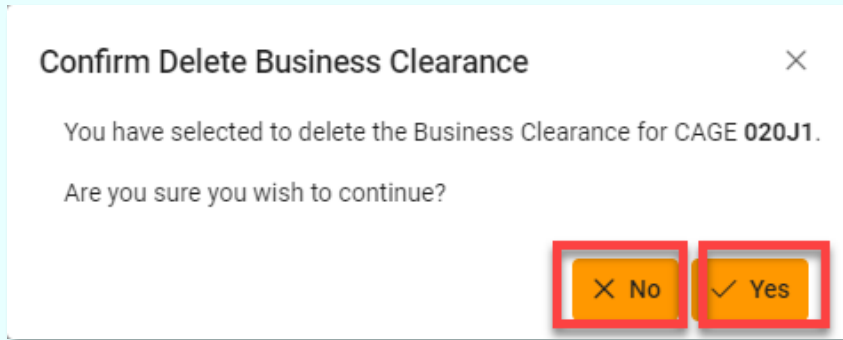 Confirm Delete Business Clearance
You have selected to delete the Business Clearance for CAGE 020J1.
Are you sure you wish to continue?
No Yes